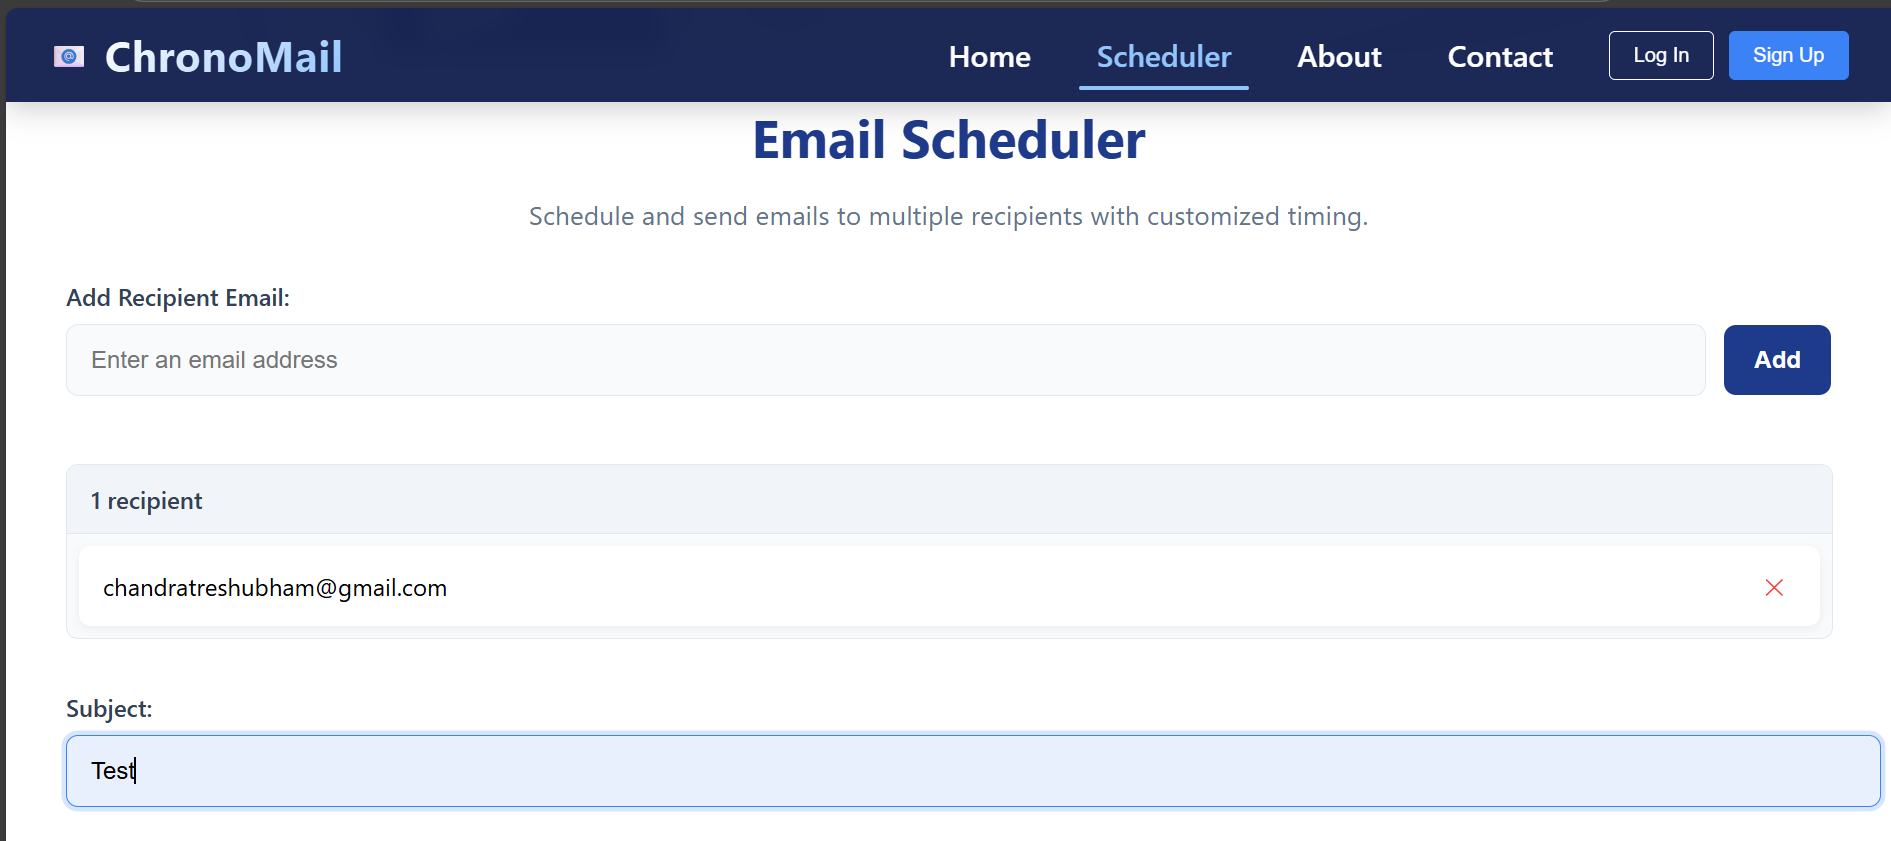 ChronoMail Home Scheduler About Contact Log In Sign Up
Email Scheduler
Schedule and send emails to multiple recipients with customized timing.
Add Recipient Email:
Enter an email address Add
1 recipient
chandratreshubham@gmail.com
Subject:
Test